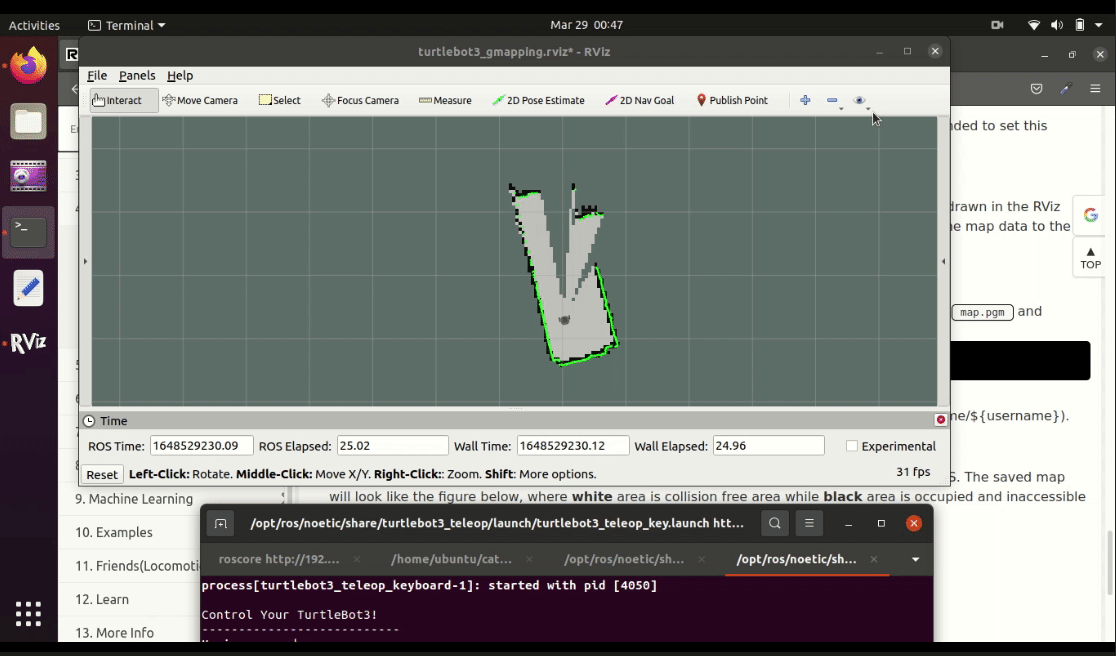 Activities Terminal Mar 29 00:47
turtlebot3_gmapping.rviz* - RViz
File Panels Help
Interact Move Camera Select Focus Camera Measure 2D Pose Estimate 2D Nav Goal Publish Point
nded to set this
drawn in the RViz
e map data to the
TOP
map.pgm and
me/${username}).
Time
ROS Time: 1648529230.09 ROS Elapsed: 25.02 Wall Time: 1648529230.12 Wall Elapsed: 24.96 Experimental
Reset Left-Click: Rotate. Middle-Click: Move X/Y. Right-Click:: Zoom. Shift: More options. 31 fps
S. The saved map
will look like the figure below, where white area is collision free area while black area is occupied and inaccessible
RViz
9. Machine Learning
10. Examples
11. Friends(Locomoti
12. Learn
13. More Info
/opt/ros/noetic/share/turtlebot3_teleop/launch/turtlebot3_teleop_key.launch htt...
roscore http://192.... /home/ubuntu/cat... /opt/ros/noetic/sh... /opt/ros/noetic/sh...
process[turtlebot3_teleop_keyboard-1]: started with pid [4050]
Control Your TurtleBot3!
---------------------------